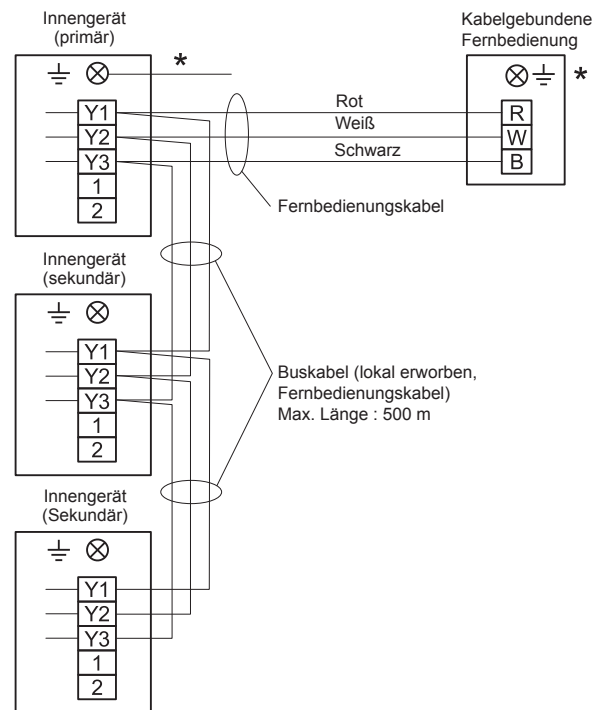 Innengerät
(primär)
*
Y1
Y2
Y3
1
2
Kabelgebundene
Fernbedienung
*
Rot
R
Weiß
W
Schwarz
B
Fernbedienungskabel
Innengerät
(sekundär)
Y1
Y2
Y3
1
2
Buskabel (lokal erworben,
Fernbedienungskabel)
Max. Länge : 500 m
Innengerät
(Sekundär)
Y1
Y2
Y3
1
2